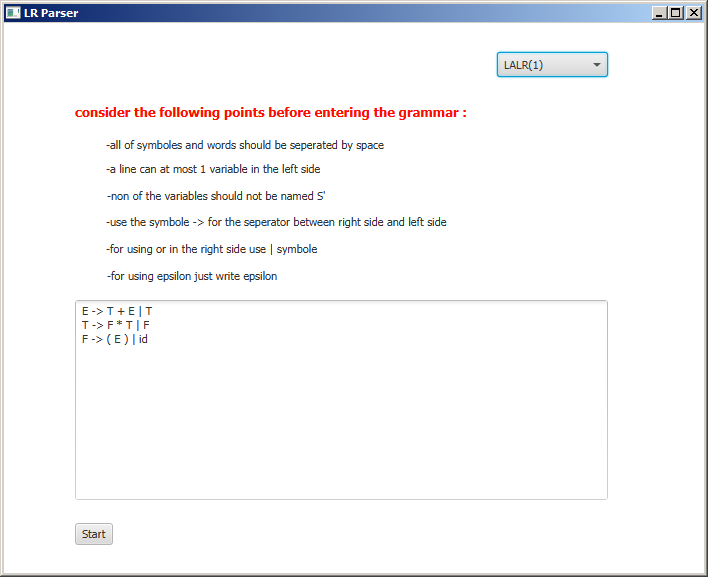 LR Parser
LALR(1)
consider the following points before entering the grammar :
-all of symboles and words should be seperated by space
-a line can at most 1 variable in the left side
-non of the variables should not be named S'
-use the symbole -> for the seperator between right side and left side
-for using or in the right side use | symbole
-for using epsilon just write epsilon
E -> T + E | T
T -> F * T | F
F -> ( E ) | id
Start